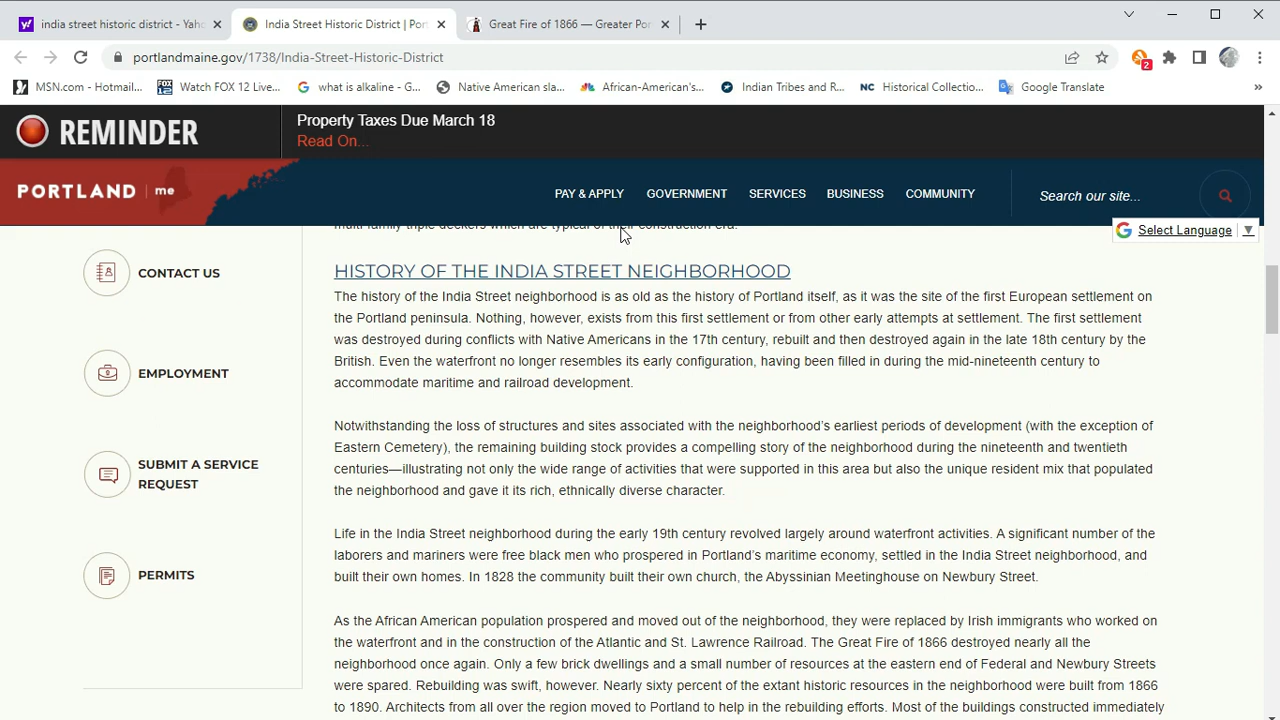 india street historic district - Yaho
India Street Historic District | Por
Great Fire of 1866 — Greater Por
portlandmaine.gov/1738/India-Street-Historic-District
2
MSN.com - Hotmail...
Watch FOX 12 Live...
what is alkaline - G...
Native American sla...
African-American's...
Indian Tribes and R...
NC Historical Collectio...
Google Translate
REMINDER
Property Taxes Due March 18
Read On...
PORTLAND | me
PAY & APPLY
GOVERNMENT
SERVICES
BUSINESS
COMMUNITY
Search our site...
Select Language
multi-family triple deckers which are typical of their construction era.
CONTACT US
EMPLOYMENT
SUBMIT A SERVICE
REQUEST
PERMITS
HISTORY OF THE INDIA STREET NEIGHBORHOOD
The history of the India Street neighborhood is as old as the history of Portland itself, as it was the site of the first European settlement on
the Portland peninsula. Nothing, however, exists from this first settlement or from other early attempts at settlement. The first settlement
was destroyed during conflicts with Native Americans in the 17th century, rebuilt and then destroyed again in the late 18th century by the
British. Even the waterfront no longer resembles its early configuration, having been filled in during the mid-nineteenth century to
accommodate maritime and railroad development.
Notwithstanding the loss of structures and sites associated with the neighborhood's earliest periods of development (with the exception of
Eastern Cemetery), the remaining building stock provides a compelling story of the neighborhood during the nineteenth and twentieth
centuries—illustrating not only the wide range of activities that were supported in this area but also the unique resident mix that populated
the neighborhood and gave it its rich, ethnically diverse character.
Life in the India Street neighborhood during the early 19th century revolved largely around waterfront activities. A significant number of the
laborers and mariners were free black men who prospered in Portland's maritime economy, settled in the India Street neighborhood, and
built their own homes. In 1828 the community built their own church, the Abyssinian Meetinghouse on Newbury Street.
As the African American population prospered and moved out of the neighborhood, they were replaced by Irish immigrants who worked on
the waterfront and in the construction of the Atlantic and St. Lawrence Railroad. The Great Fire of 1866 destroyed nearly all the
neighborhood once again. Only a few brick dwellings and a small number of resources at the eastern end of Federal and Newbury Streets
were spared. Rebuilding was swift, however. Nearly sixty percent of the extant historic resources in the neighborhood were built from 1866
to 1890. Architects from all over the region moved to Portland to help in the rebuilding efforts. Most of the buildings constructed immediately